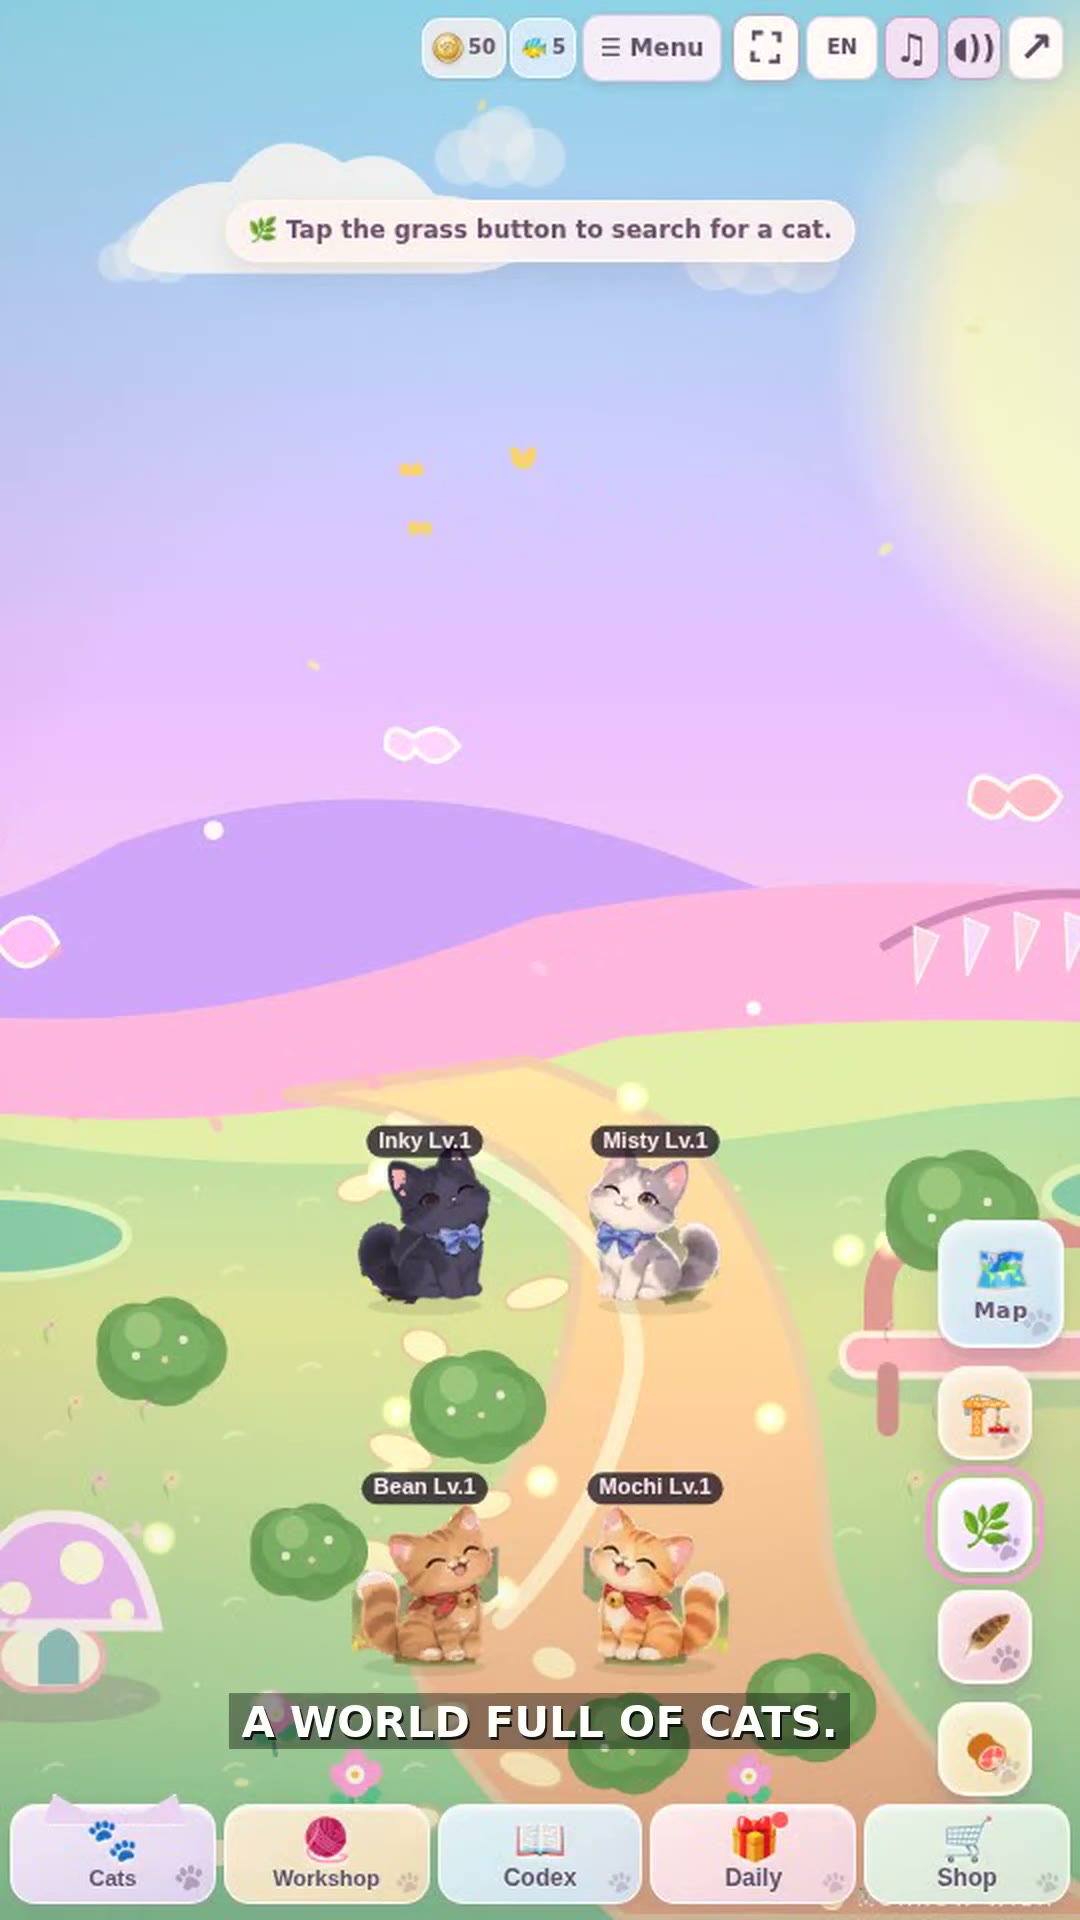 50
5
☰ Menu
EN
Tap the grass button to search for a cat.
Inky Lv.1
Misty Lv.1
Map
Bean Lv.1
Mochi Lv.1
A WORLD FULL OF CATS.
Cats
Workshop
Codex
Daily
Shop